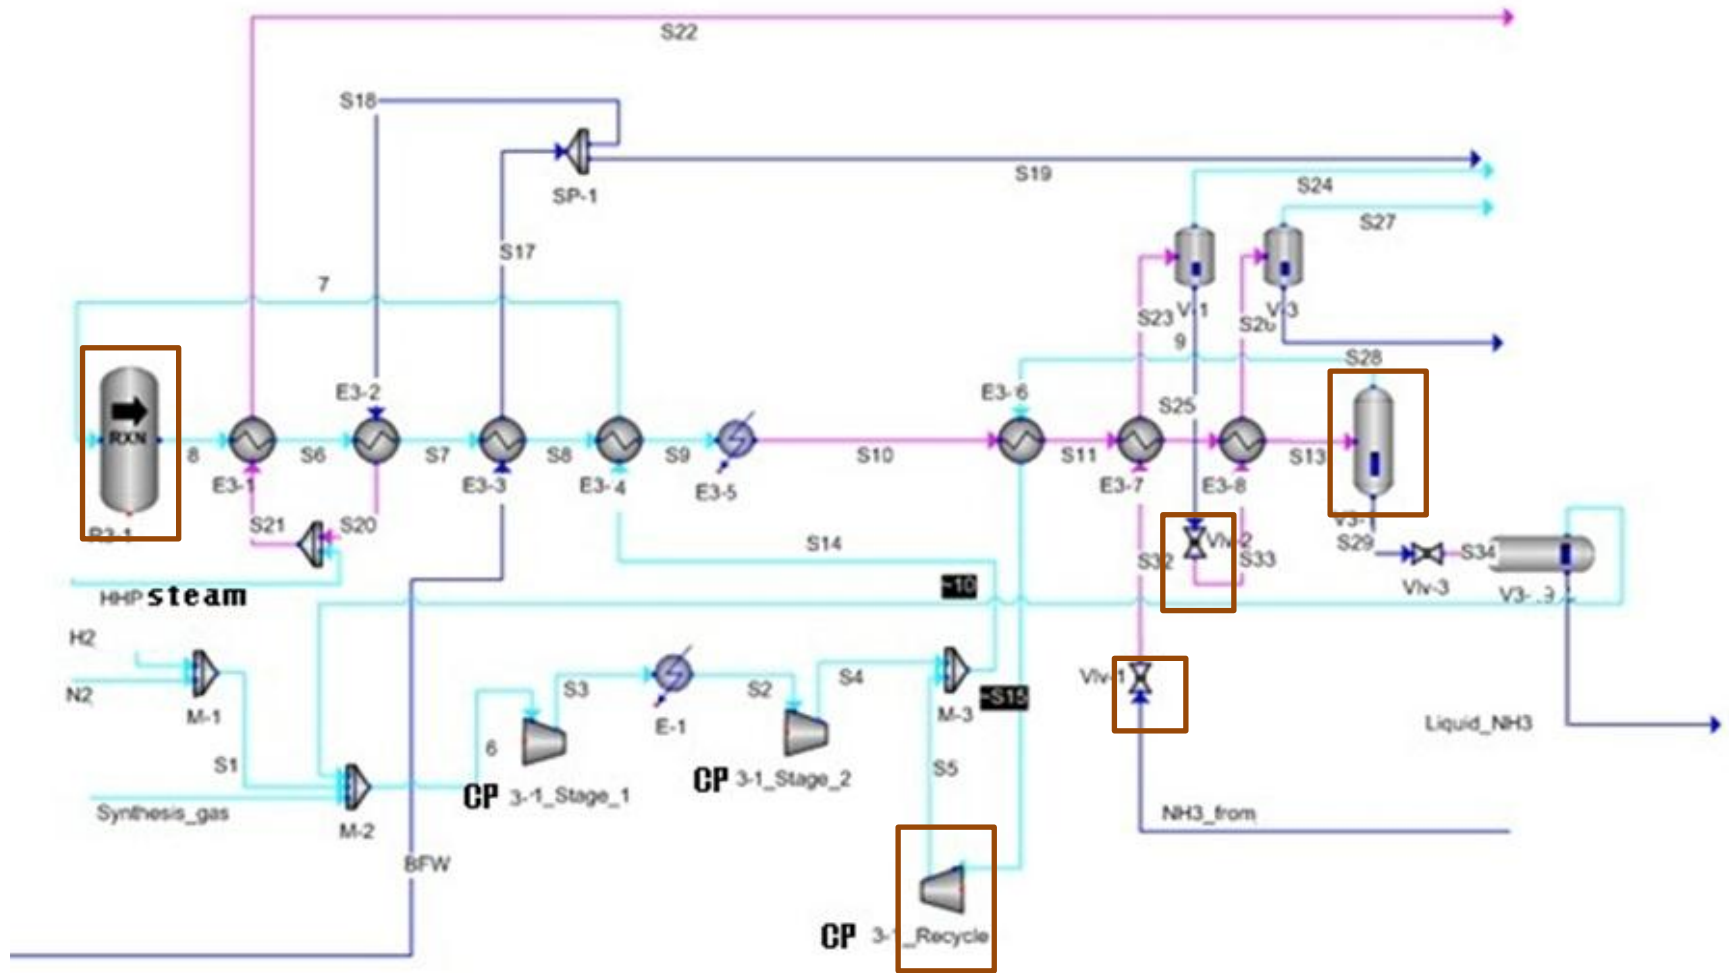 S22
S18
SP-1
S19
S24
S27
S17
7
S23
V-1
V-3
9
S28
E3-2
E3-6
S25
RXN
8
S6
S7
S8
S9
S10
S11
S13
E3-1
E3-3
E3-4
E3-5
E3-7
E3-8
S21
S20
S14
S32
Vlv-2
S33
S29
S34
Vlv-3
HHP steam
~10
H2
N2
M-1
S3
E-1
S2
S4
M-3
~S15
Vlv-1
Liquid_NH3
S1
6
S5
CP 3-1_Stage_1
CP 3-1_Stage_2
Synthesis_gas
M-2
NH3_from
BFW
CP 3-1_Recycle